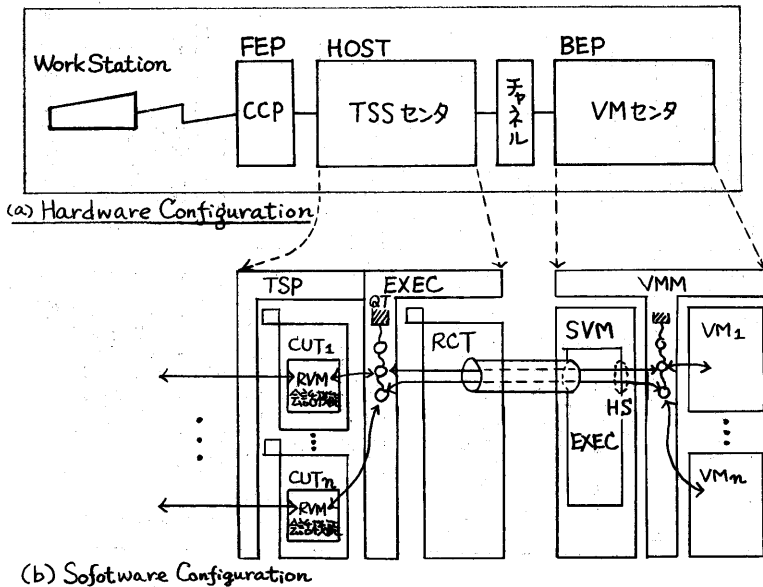 FEP
HOST
BEP
WorkStation
CCP
TSSセンタ
チャネル
VMセンタ
(a) Hardware Configuration
TSP
EXEC
VMM
QT
CUT1
RVM
RCT
SVM
VM1
HS
EXEC
CUTn
RVM
VMn
(b) Sofotware Configuration